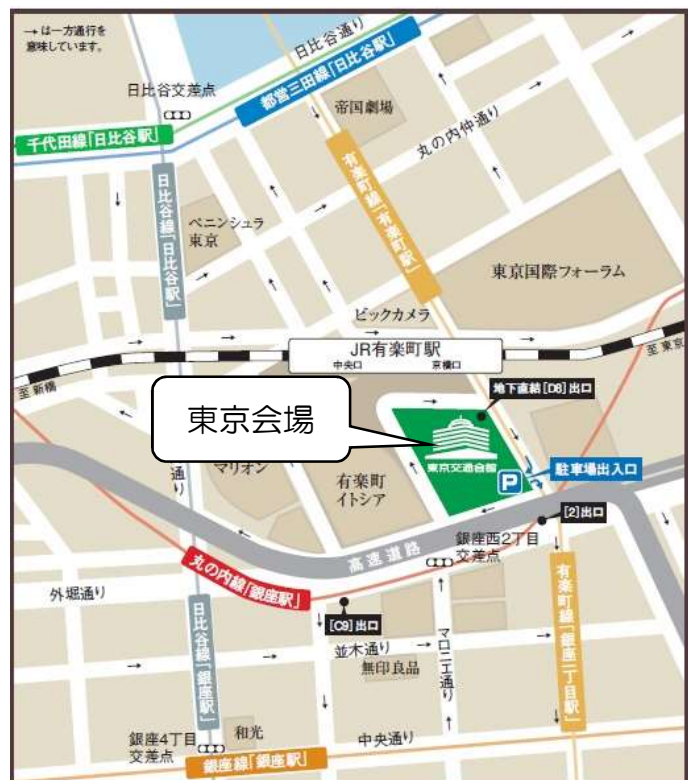 →は一方通行を
意味しています。
日比谷通り
日比谷交差点
都営三田線「日比谷駅」
帝国劇場
千代田線「日比谷駅」
丸の内仲通り
日比谷線「日比谷駅」
有楽町線「有楽町駅」
ペニンシュラ
東京
東京国際フォーラム
ビックカメラ
JR有楽町駅
中央口
京橋口
至新橋
至東京
地下直結[D8]出口
東京会場
東京交通会館
通り
マリオン
有楽町
イトシア
P
駐車場出入口
[2]出口
高速道路
銀座西2丁目
交差点
丸の内線「銀座駅」
外堀通り
[C9]出口
日比谷線「銀座駅」
並木通り
無印良品
マロニエ通り
有楽町線「銀座一丁目駅」
銀座4丁目
交差点
和光
中央通り
銀座線「銀座駅」